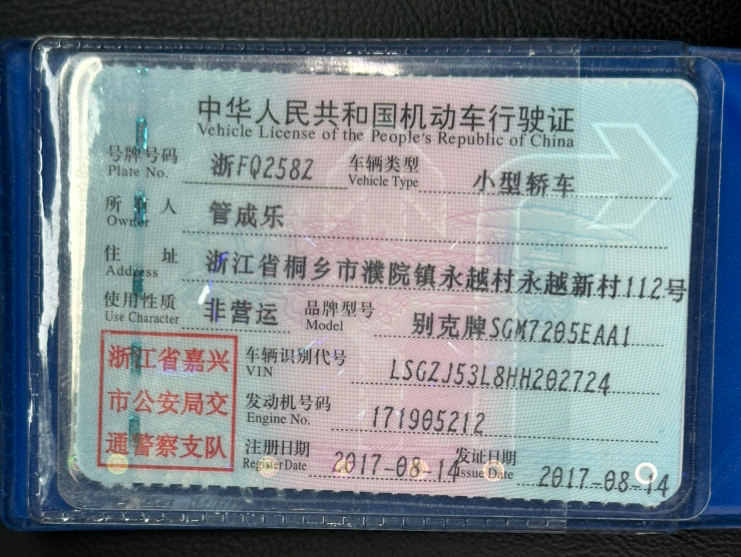 中华人民共和国机动车行驶证
Vehicle License of the People's Republic of China
号牌号码 浙FQ2582 车辆类型 小型轿车
Plate No. Vehicle Type
所有人 管成乐
Owner
住址 浙江省桐乡市濮院镇永越村永越新村112号
Address
使用性质 非营运 品牌型号 别克牌SGM7205EAA1
Use Character Model
浙江省嘉兴
市公安局交
通警察支队
车辆识别代号 LSGZJ53L8HH202724
VIN
发动机号码 171905212
Engine No.
注册日期 2017-08-14 发证日期 2017-08-14
Register Date Issue Date